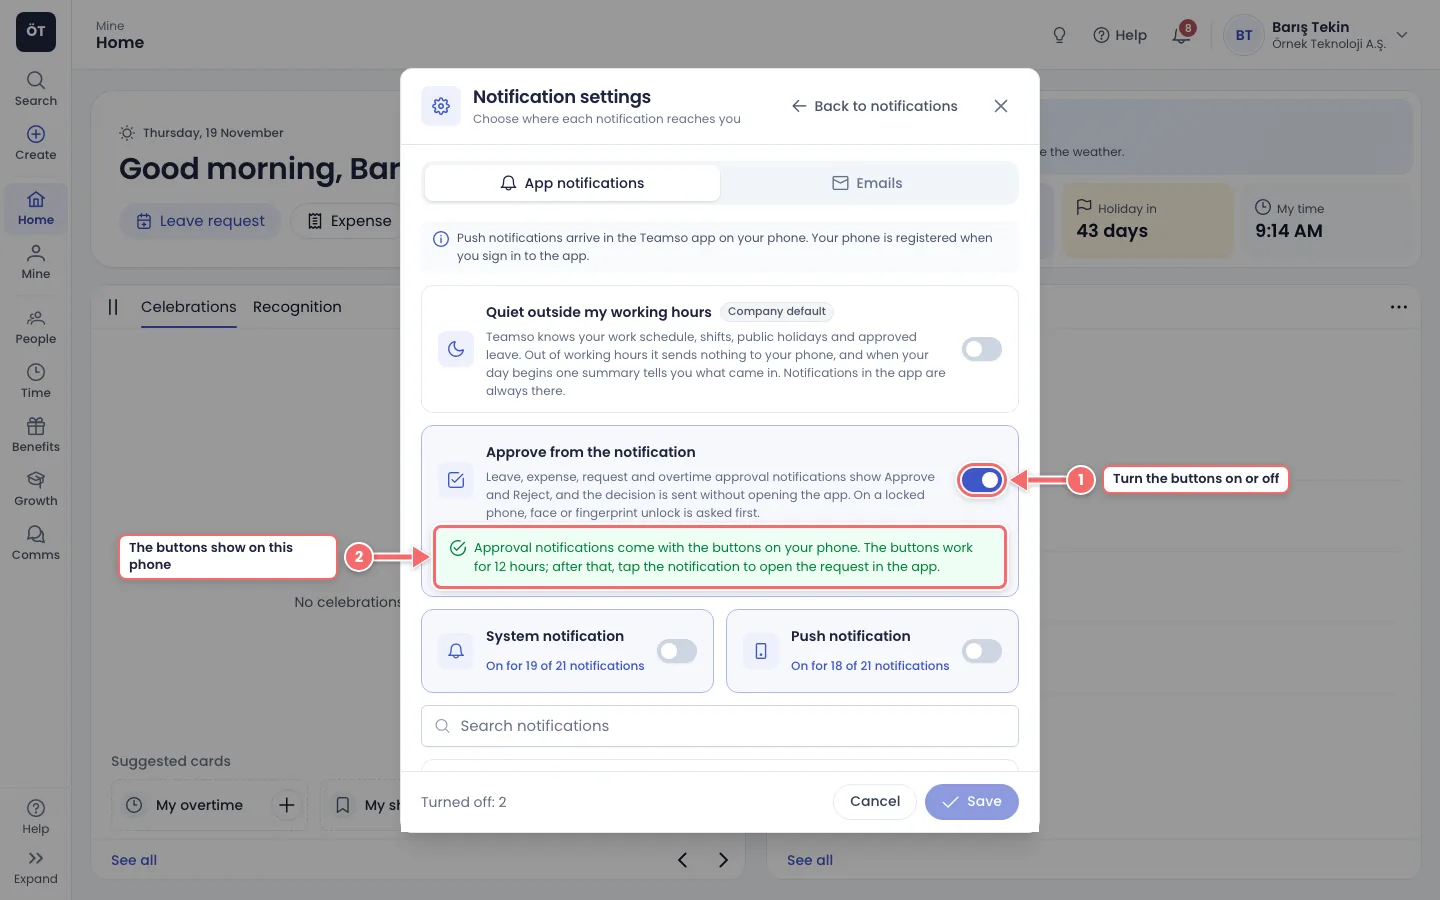 ÖT
Mine
Home
Help
8
BT
Barış Tekin
Örnek Teknoloji A.Ş.
Search
Create
Home
Mine
People
Time
Benefits
Growth
Comms
Help
Expand
Thursday, 19 November
Good morning, Bar
Leave request
Expense
e the weather.
Holiday in
43 days
My time
9:14 AM
Celebrations
Recognition
No celebrations
Suggested cards
My overtime
My sh
See all
See all
Notification settings
Choose where each notification reaches you
Back to notifications
App notifications
Emails
Push notifications arrive in the Teamso app on your phone. Your phone is registered when
you sign in to the app.
Quiet outside my working hours
Company default
Teamso knows your work schedule, shifts, public holidays and approved
leave. Out of working hours it sends nothing to your phone, and when your
day begins one summary tells you what came in. Notifications in the app are
always there.
Approve from the notification
Leave, expense, request and overtime approval notifications show Approve
and Reject, and the decision is sent without opening the app. On a locked
phone, face or fingerprint unlock is asked first.
1
Turn the buttons on or off
The buttons show on this
phone
2
Approval notifications come with the buttons on your phone. The buttons work
for 12 hours; after that, tap the notification to open the request in the app.
System notification
On for 19 of 21 notifications
Push notification
On for 18 of 21 notifications
Search notifications
Turned off: 2
Cancel
Save